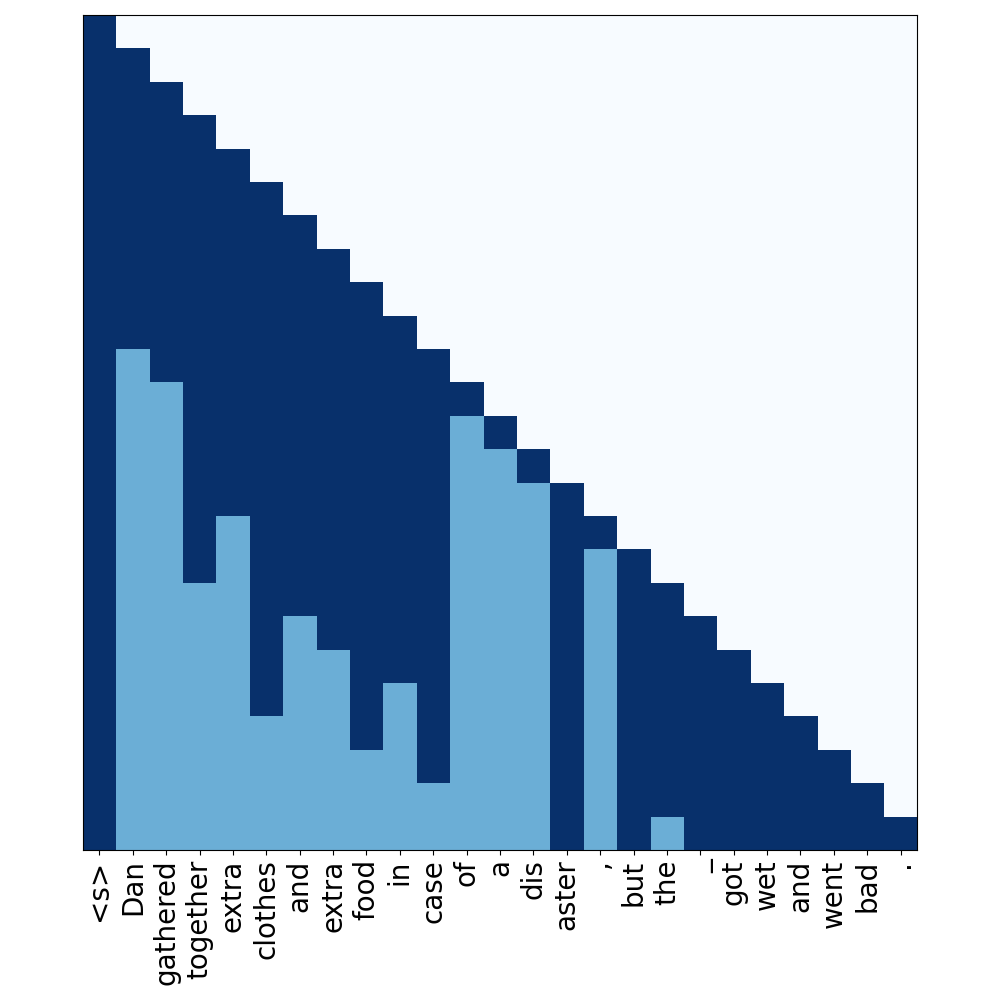 <s>
Dan
gathered
together
extra
clothes
and
extra
food
in
case
of
a
dis
aster
,
but
the
_
got
wet
and
went
bad
.